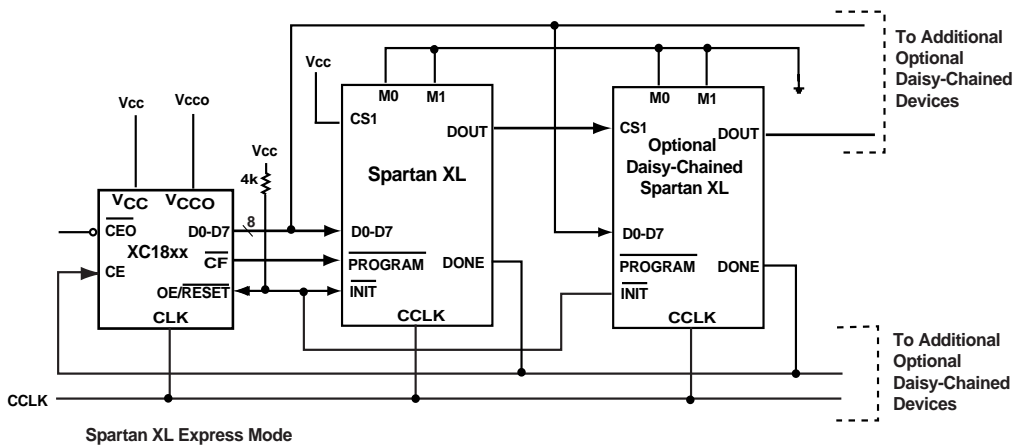 To Additional
Optional
Daisy-Chained
Devices
Vcc
M0 M1
M0 M1
CS1
DOUT
CS1
DOUT
Optional
Daisy-Chained
Spartan XL
Vcc
Vcco
Vcc
4k
Spartan XL
VCC VCCO
8
CEO
D0-D7
D0-D7
D0-D7
XC18xx
CF
PROGRAM
DONE
PROGRAM
DONE
CE
OE/RESET
INIT
INIT
CLK
CCLK
CCLK
To Additional
Optional
Daisy-Chained
Devices
CCLK
Spartan XL Express Mode